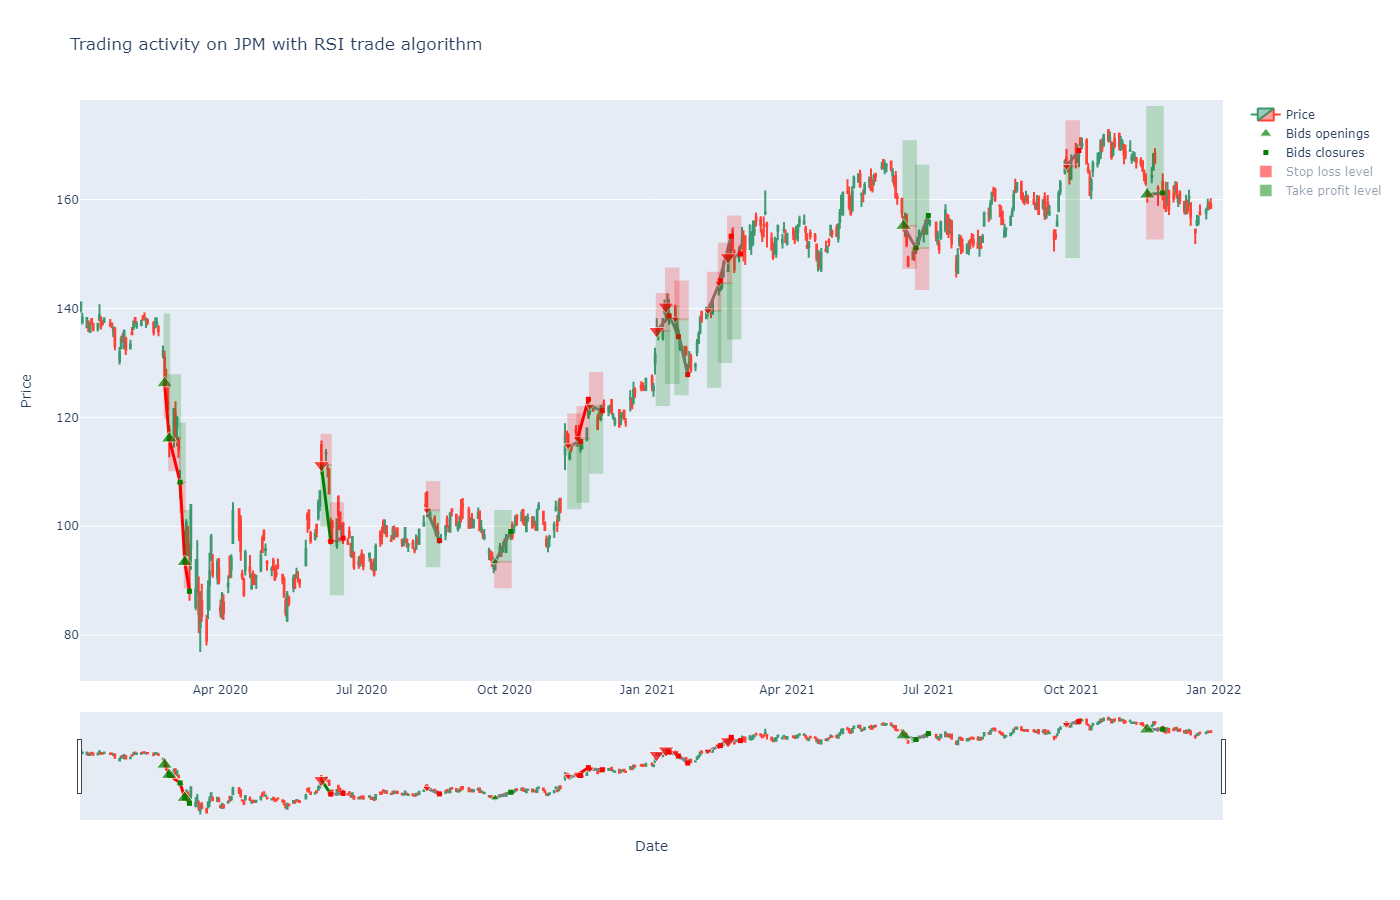 Trading activity on JPM with RSI trade algorithm
Price
Bids openings
Bids closures
Stop loss level
Take profit level
160
140
120
100
80
Price
Apr 2020
Jul 2020
Oct 2020
Jan 2021
Apr 2021
Jul 2021
Oct 2021
Jan 2022
Date